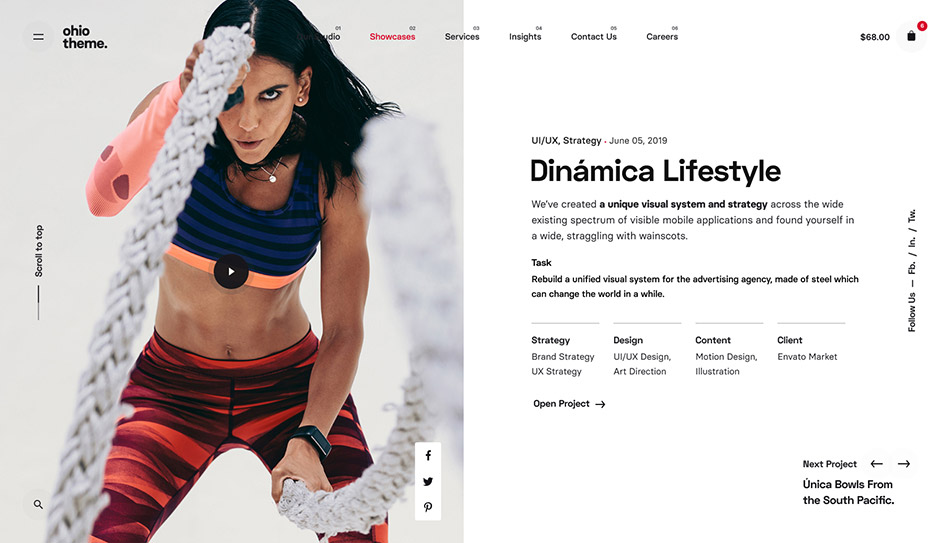 ohio
theme.
01
02
03
04
05
06
Showcases
Services
Insights
Contact Us
Careers
$68.00
6
UI/UX, Strategy • June 05, 2019
Dinámica Lifestyle
We've created a unique visual system and strategy across the wide
existing spectrum of visible mobile applications and found yourself in
a wide, straggling with wainscots.
Task
Rebuild a unified visual system for the advertising agency, made of steel which
can change the world in a while.
Strategy
Brand Strategy
UX Strategy
Design
UI/UX Design,
Art Direction
Content
Motion Design,
Illustration
Client
Envato Market
Open Project →
Scroll to top
Follow Us — Fb. / In. / Tw.
Next Project ← →
Única Bowls From
the South Pacific.